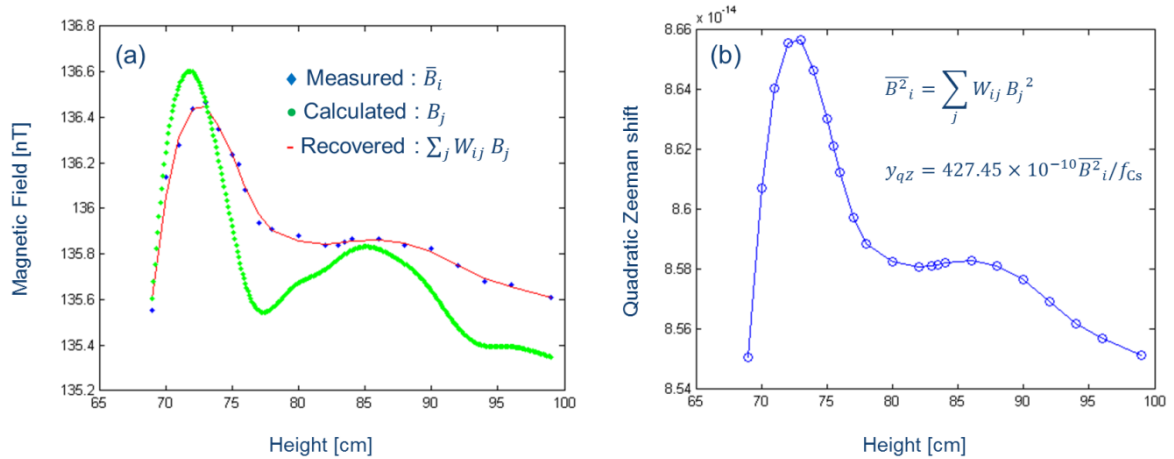 (a)
Measured : B̄ᵢ
Calculated : Bⱼ
Recovered : ∑ⱼ Wᵢⱼ Bⱼ
Magnetic Field [nT]
136.8
136.6
136.4
136.2
136
135.8
135.6
135.4
135.2
65 70 75 80 85 90 95 100
Height [cm]
(b)
8.66 ×10⁻¹⁴
8.64
8.62
8.6
8.58
8.56
8.54
Quadratic Zeeman shift
B̅²̅ᵢ = ∑ⱼ Wᵢⱼ Bⱼ²
y_qZ = 427.45 × 10⁻¹⁰ B̅²̅ᵢ/f_Cs
65 70 75 80 85 90 95 100
Height [cm]